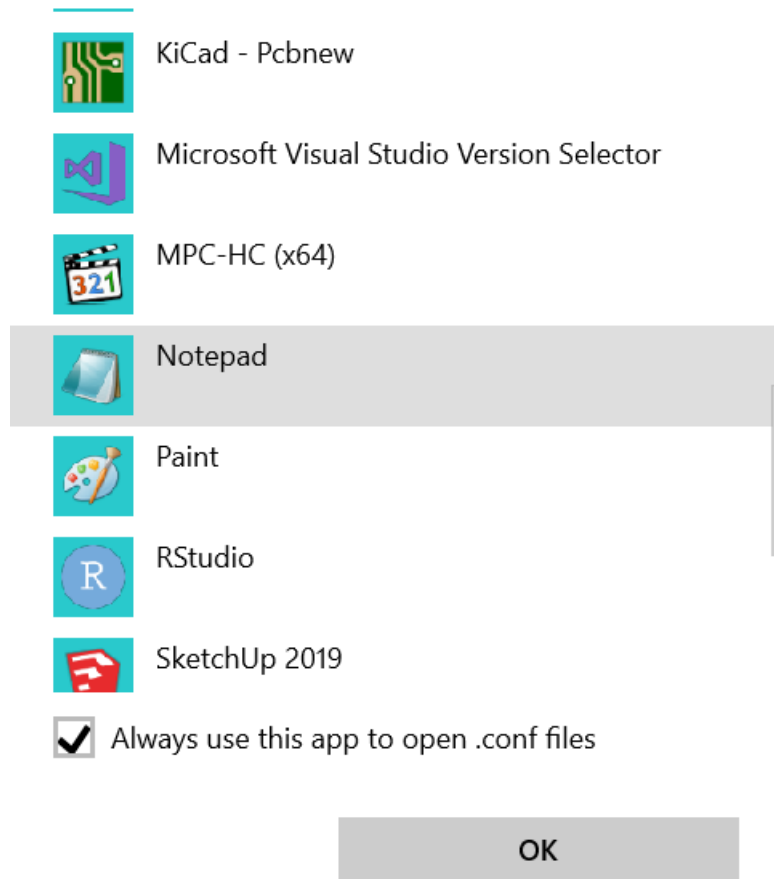 KiCad - Pcbnew
Microsoft Visual Studio Version Selector
MPC-HC (x64)
321
Notepad
Paint
R
RStudio
SketchUp 2019
Always use this app to open .conf files
OK